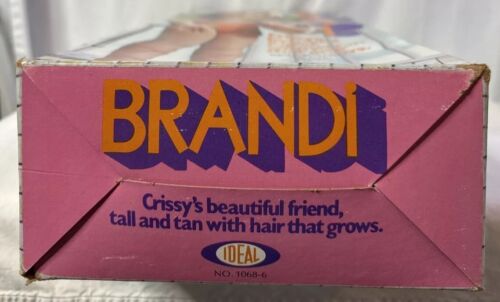 BRANDi
Crissy's beautiful friend,
tall and tan with hair that grows.
IDEAL
NO. 1068-6